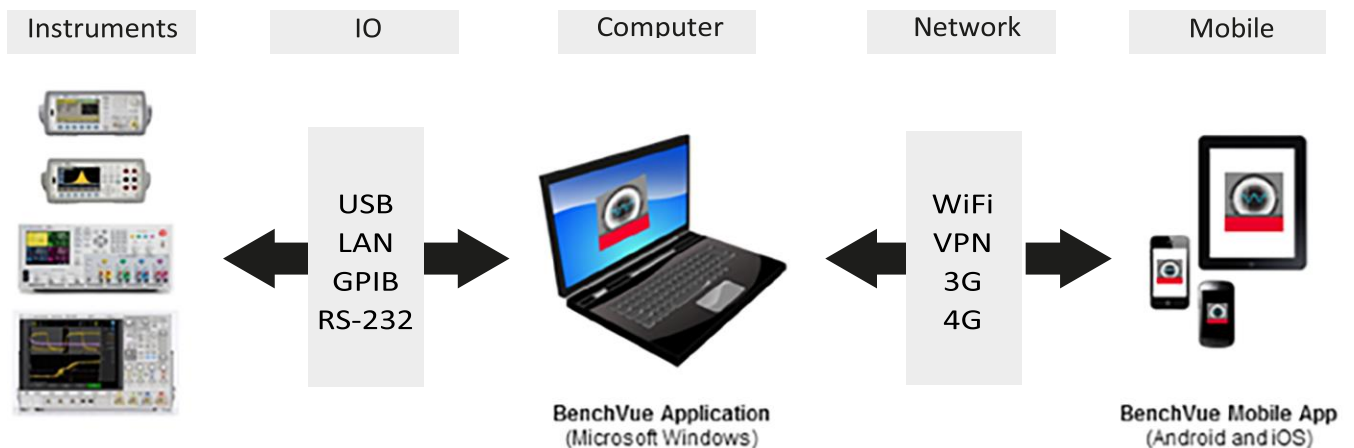 Instruments
IO
Computer
Network
Mobile
USB
LAN
GPIB
RS-232
WiFi
VPN
3G
4G
BenchVue Application
(Microsoft Windows)
BenchVue Mobile App
(Android and iOS)